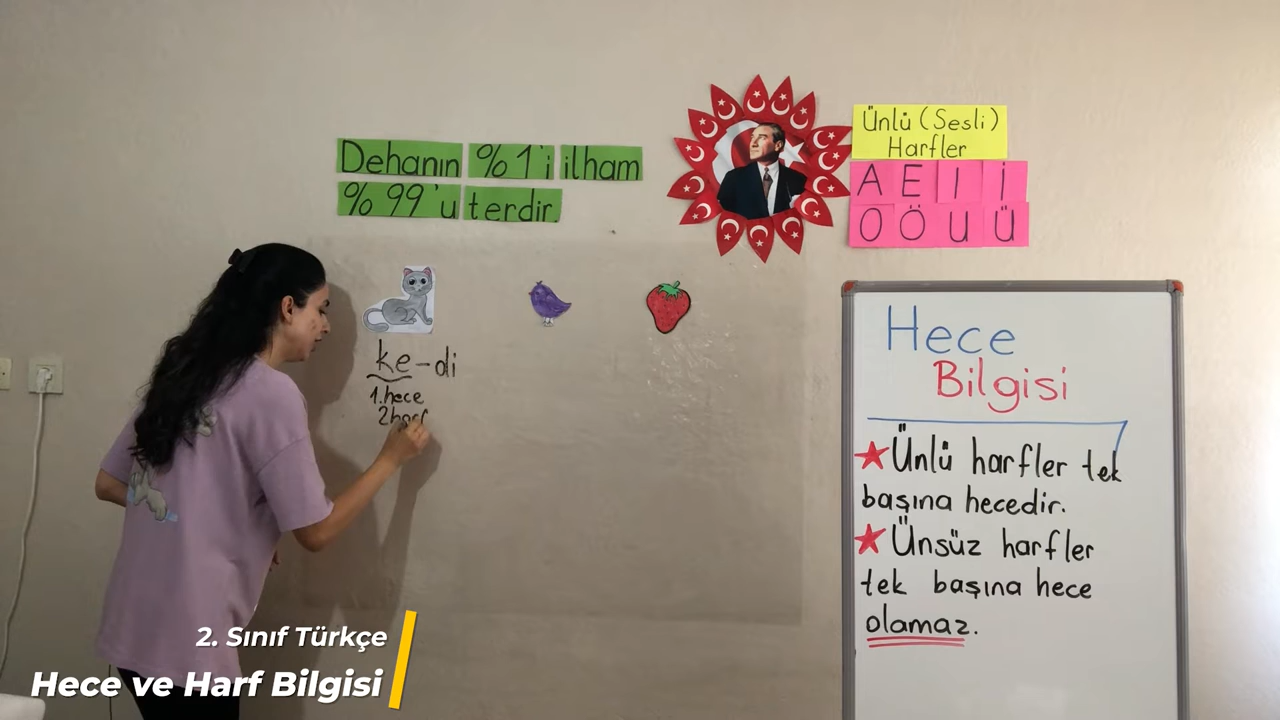 Dehanın %1'i ilham
%99'u terdir.
Ünlü (Sesli)
Harfler
A E I İ
O Ö U Ü
ke-di
1.hece
Hece
Bilgisi
Ünlü harfler tek
başına hecedir.
Ünsüz harfler
tek başına hece
olamaz.
2. Sınıf Türkçe
Hece ve Harf Bilgisi